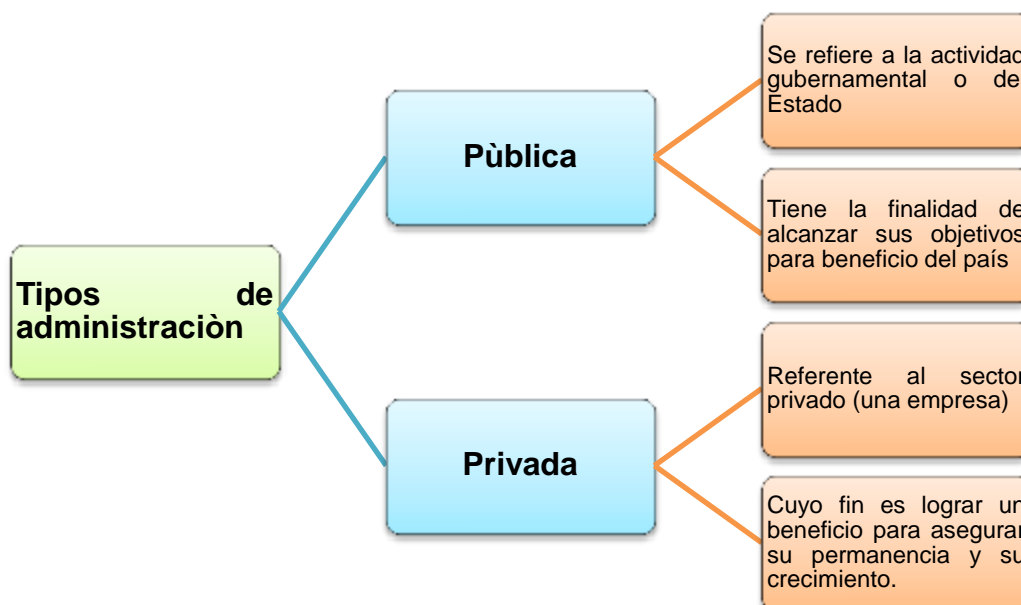 Tipos de
administraciòn
Pùblica
Se refiere a la actividad
gubernamental o de
Estado
Tiene la finalidad de
alcanzar sus objetivos
para beneficio del país
Privada
Referente al sector
privado (una empresa)
Cuyo fin es lograr un
beneficio para asegurar
su permanencia y su
crecimiento.